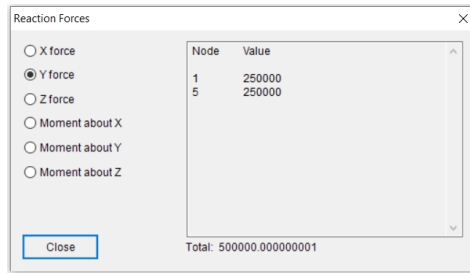 Reaction Forces
X force
Y force
Z force
Moment about X
Moment about Y
Moment about Z
Close
Node Value
1 250000
5 250000
Total: 500000.000000001